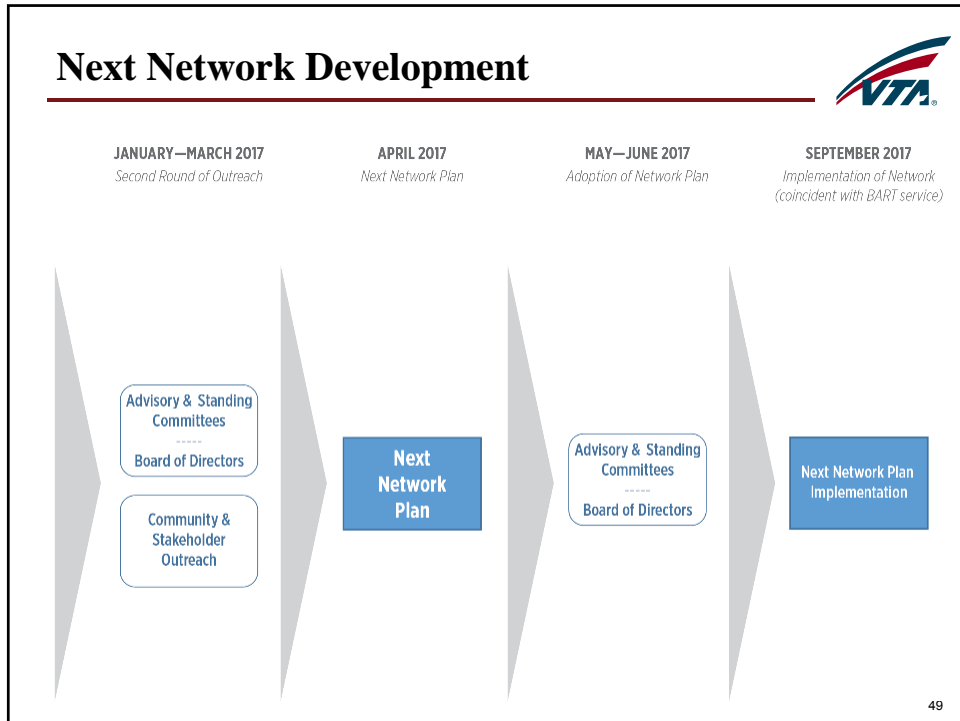 Next Network Development
VTA®
JANUARY—MARCH 2017
Second Round of Outreach
APRIL 2017
Next Network Plan
MAY—JUNE 2017
Adoption of Network Plan
SEPTEMBER 2017
Implementation of Network
(coincident with BART service)
Advisory & Standing
Committees
-----
Board of Directors
Community &
Stakeholder
Outreach
Next
Network
Plan
Advisory & Standing
Committees
-----
Board of Directors
Next Network Plan
Implementation
49